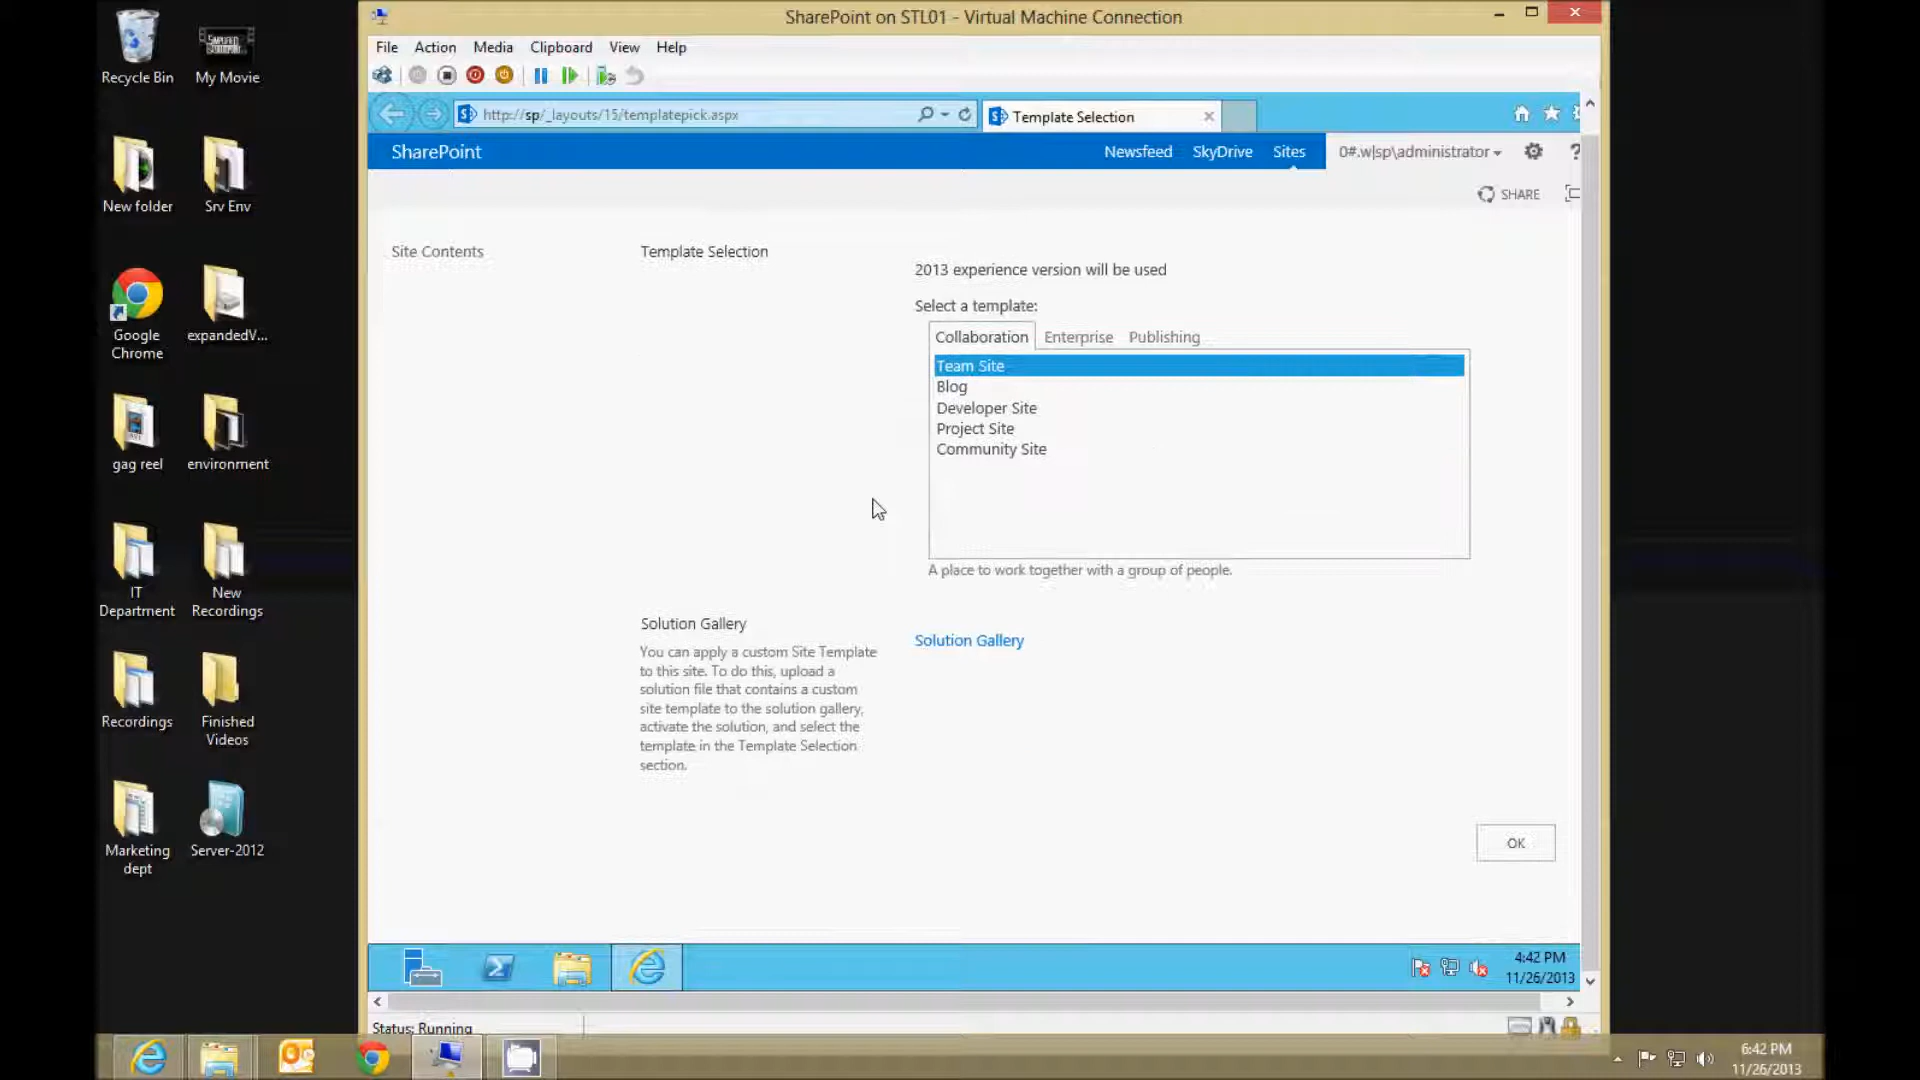 SharePoint on STL01 - Virtual Machine Connection
File Action Media Clipboard View Help
http://sp/_layouts/15/templatepick.aspx
Template Selection
SharePoint
Newsfeed SkyDrive Sites
0#.w|sp\administrator
?
SHARE
Site Contents
Template Selection
2013 experience version will be used
Select a template:
Collaboration Enterprise Publishing
Team Site
Blog
Developer Site
Project Site
Community Site
A place to work together with a group of people.
Solution Gallery
You can apply a custom Site Template
to this site. To do this, upload a
solution file that contains a custom
site template to the solution gallery,
activate the solution, and select the
template in the Template Selection
section.
Solution Gallery
OK
4:42 PM
11/26/2013
Status: Running
Recycle Bin
My Movie
New folder
Srv Env
Google
Chrome
expandedV...
gag reel
environment
IT
Department
New
Recordings
Recordings
Finished
Videos
Marketing
dept
Server-2012
6:42 PM
11/26/2013